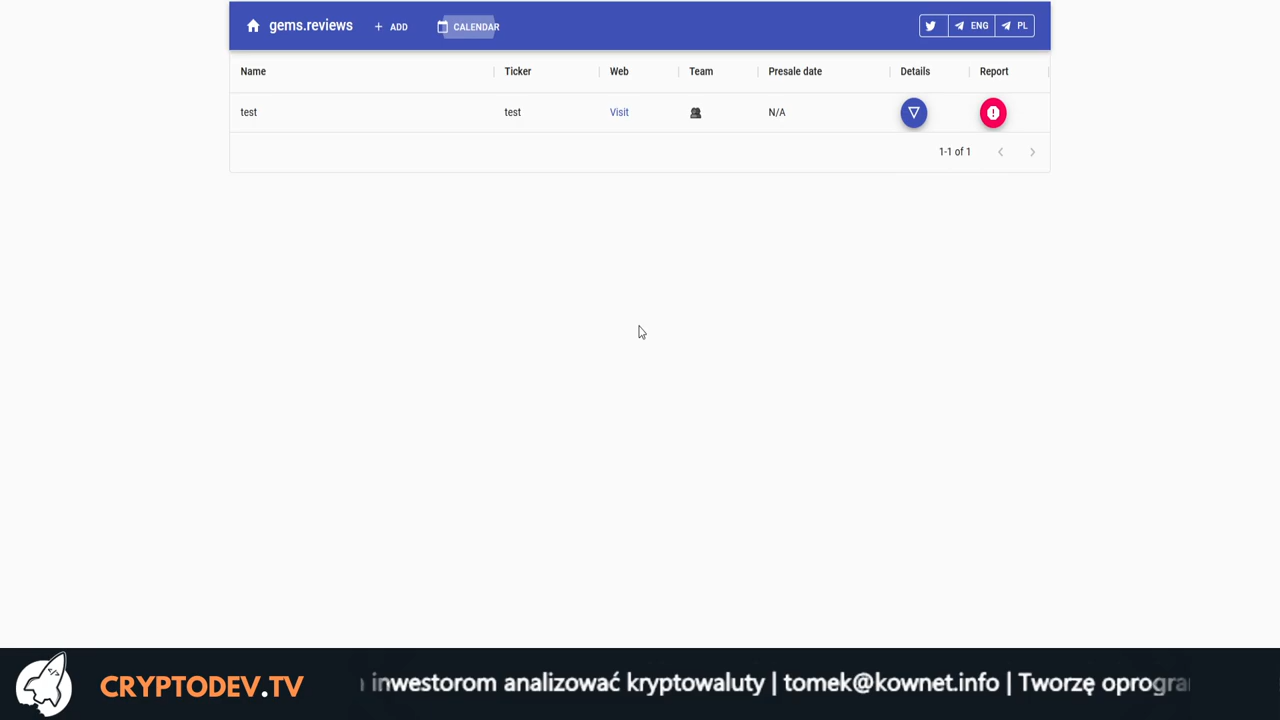 gems.reviews ADD CALENDAR ENG PL
Name Ticker Web Team Presale date Details Report
test test Visit N/A
1-1 of 1
CRYPTODEV.TV inwestorom analizować kryptowaluty | tomek@kownet.info | Tworzę